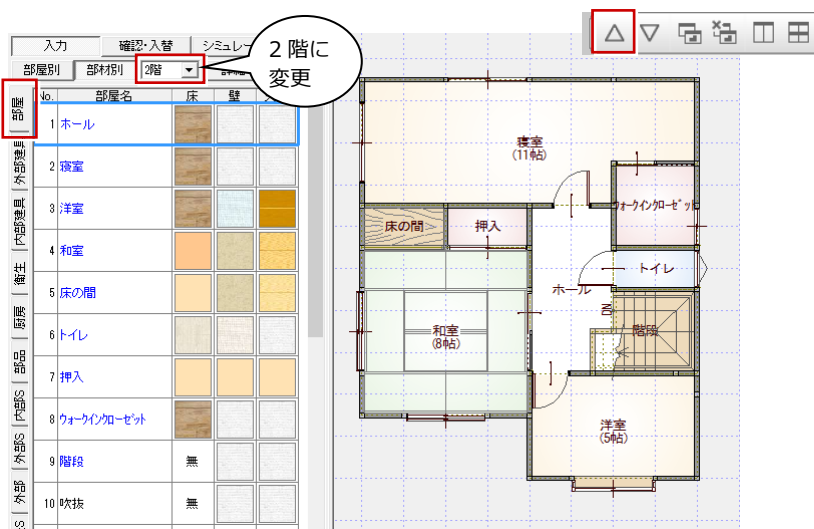 入力
確認・入替
シミュレー
2階に
変更
部屋別
部材別
2階
部屋
外部建具
内部建具
衛生
厨房
部品
内部S
外部S
外部
No.
部屋名
床
壁
1 ホール
2 寝室
3 洋室
4 和室
5 床の間
6 トイレ
7 押入
8 ウォークインクローゼット
9 階段 無
10 吹抜 無
寝室
(11帖)
ウォークインクローゼット
床の間
押入
トイレ
ホール
DN
階段
和室
(8帖)
洋室
(5帖)